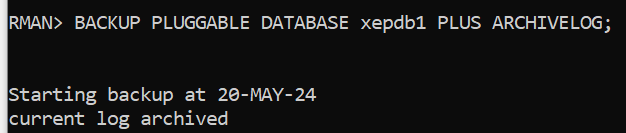 RMAN> BACKUP PLUGGABLE DATABASE xepdb1 PLUS ARCHIVELOG;
Starting backup at 20-MAY-24
current log archived